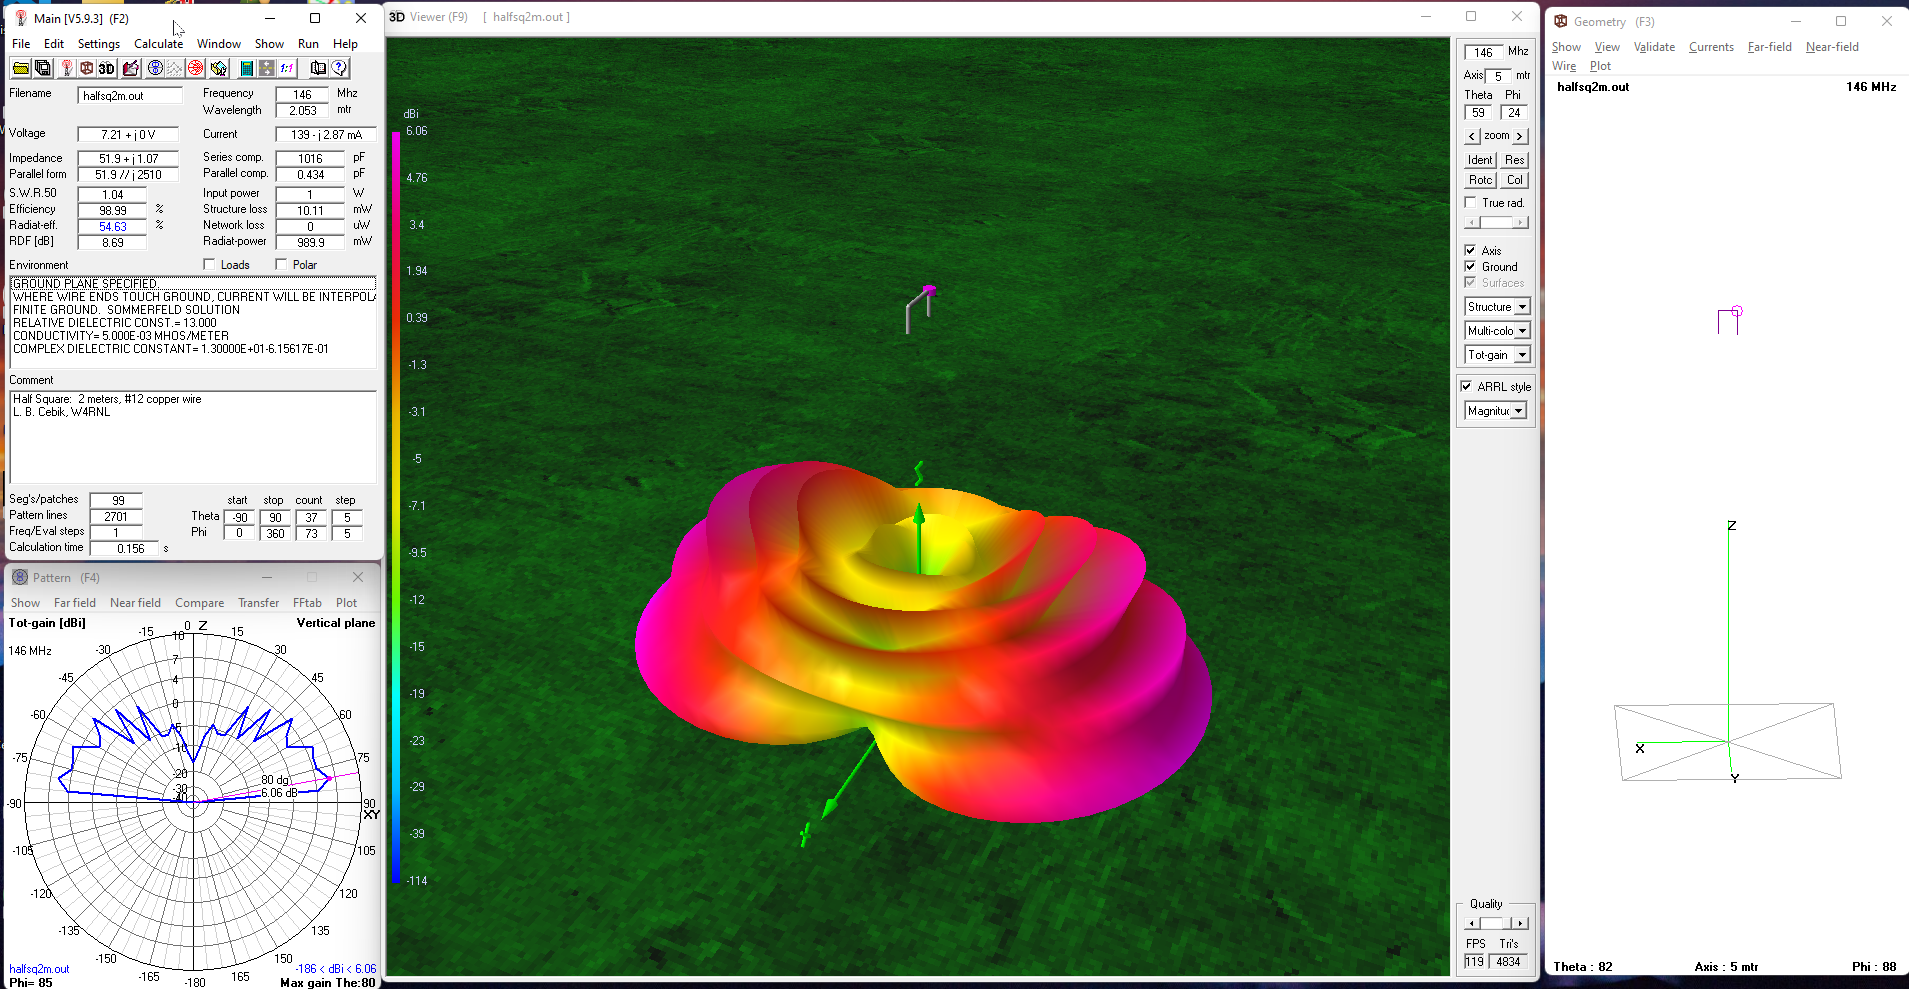 Main [V5.9.3] (F2)
File Edit Settings Calculate Window Show Run Help
3D
1:1
Filename halfsq2m.out Frequency 146 Mhz
Wavelength 2.053 mtr
Voltage 7.21 + j 0 V Current 139 - j 2.87 mA
Impedance 51.9 + j 1.07 Series comp. 1016 pF
Parallel form 51.9 // j 2510 Parallel comp. 0.434 pF
S.W.R.50 1.04 Input power 1 W
Efficiency 98.99 % Structure loss 10.11 mW
Radiat-eff. 54.63 % Network loss 0 uW
RDF [dB] 8.69 Radiat-power 989.9 mW
Environment Loads Polar
GROUND PLANE SPECIFIED.
WHERE WIRE ENDS TOUCH GROUND, CURRENT WILL BE INTERPOLA
FINITE GROUND. SOMMERFELD SOLUTION
RELATIVE DIELECTRIC CONST.= 13.000
CONDUCTIVITY= 5.000E-03 MHOS/METER
COMPLEX DIELECTRIC CONSTANT= 1.30000E+01-6.15617E-01
Comment
Half Square: 2 meters, #12 copper wire
L. B. Cebik, W4RNL
Seg's/patches 99 start stop count step
Pattern lines 2701 Theta -90 90 37 5
Freq/Eval steps 1 Phi 0 360 73 5
Calculation time 0.156 s
Pattern (F4)
Show Far field Near field Compare Transfer FFtab Plot
Tot-gain [dBi] 0 Z Vertical plane
146 MHz
-15 10 15
-30 7 30
-45 4 45
-60 0 60
-5
-75 -10 75
-20
-30
-40
80 dg
6.06 dB
-90 90
XY
-105 105
-120 120
-135 135
-150 150
-165 -180 165
halfsq2m.out -186 < dBi < 6.06
Phi= 85 Max gain The:80
3D Viewer (F9) [ halfsq2m.out ]
dBi
6.06
4.76
3.4
1.94
0.39
-1.3
-3.1
-5
-7.1
-9.5
-12
-15
-19
-23
-29
-39
-114
146 Mhz
Axis 5 mtr
Theta Phi
59 24
< zoom >
Ident Res
Rotc Col
True rad.
Axis
Ground
Surfaces
Structure
Multi-colo
Tot-gain
ARRL style
Magnituc
Quality
FPS Tri's
119 4834
Geometry (F3)
Show View Validate Currents Far-field Near-field
Wire Plot
halfsq2m.out 146 MHz
Z
X
Y
Theta : 82 Axis : 5 mtr Phi : 88